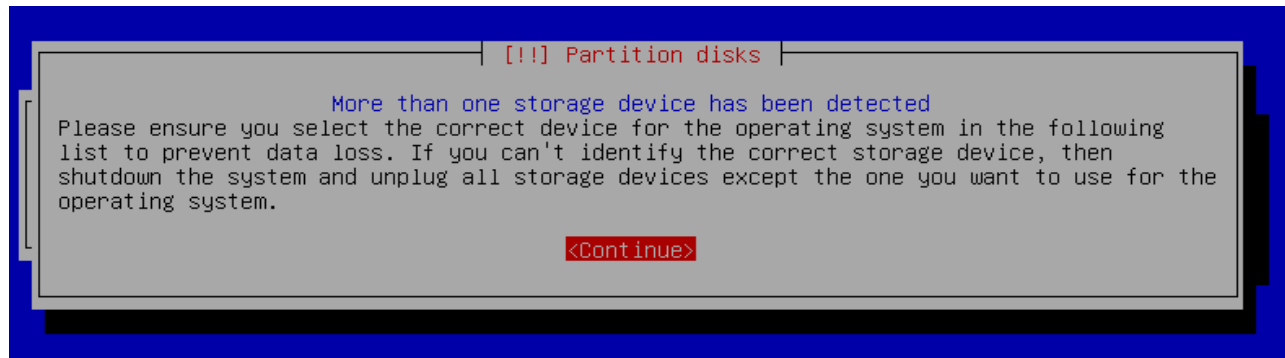 [!!] Partition disks
More than one storage device has been detected
Please ensure you select the correct device for the operating system in the following
list to prevent data loss. If you can't identify the correct storage device, then
shutdown the system and unplug all storage devices except the one you want to use for the
operating system.
<Continue>